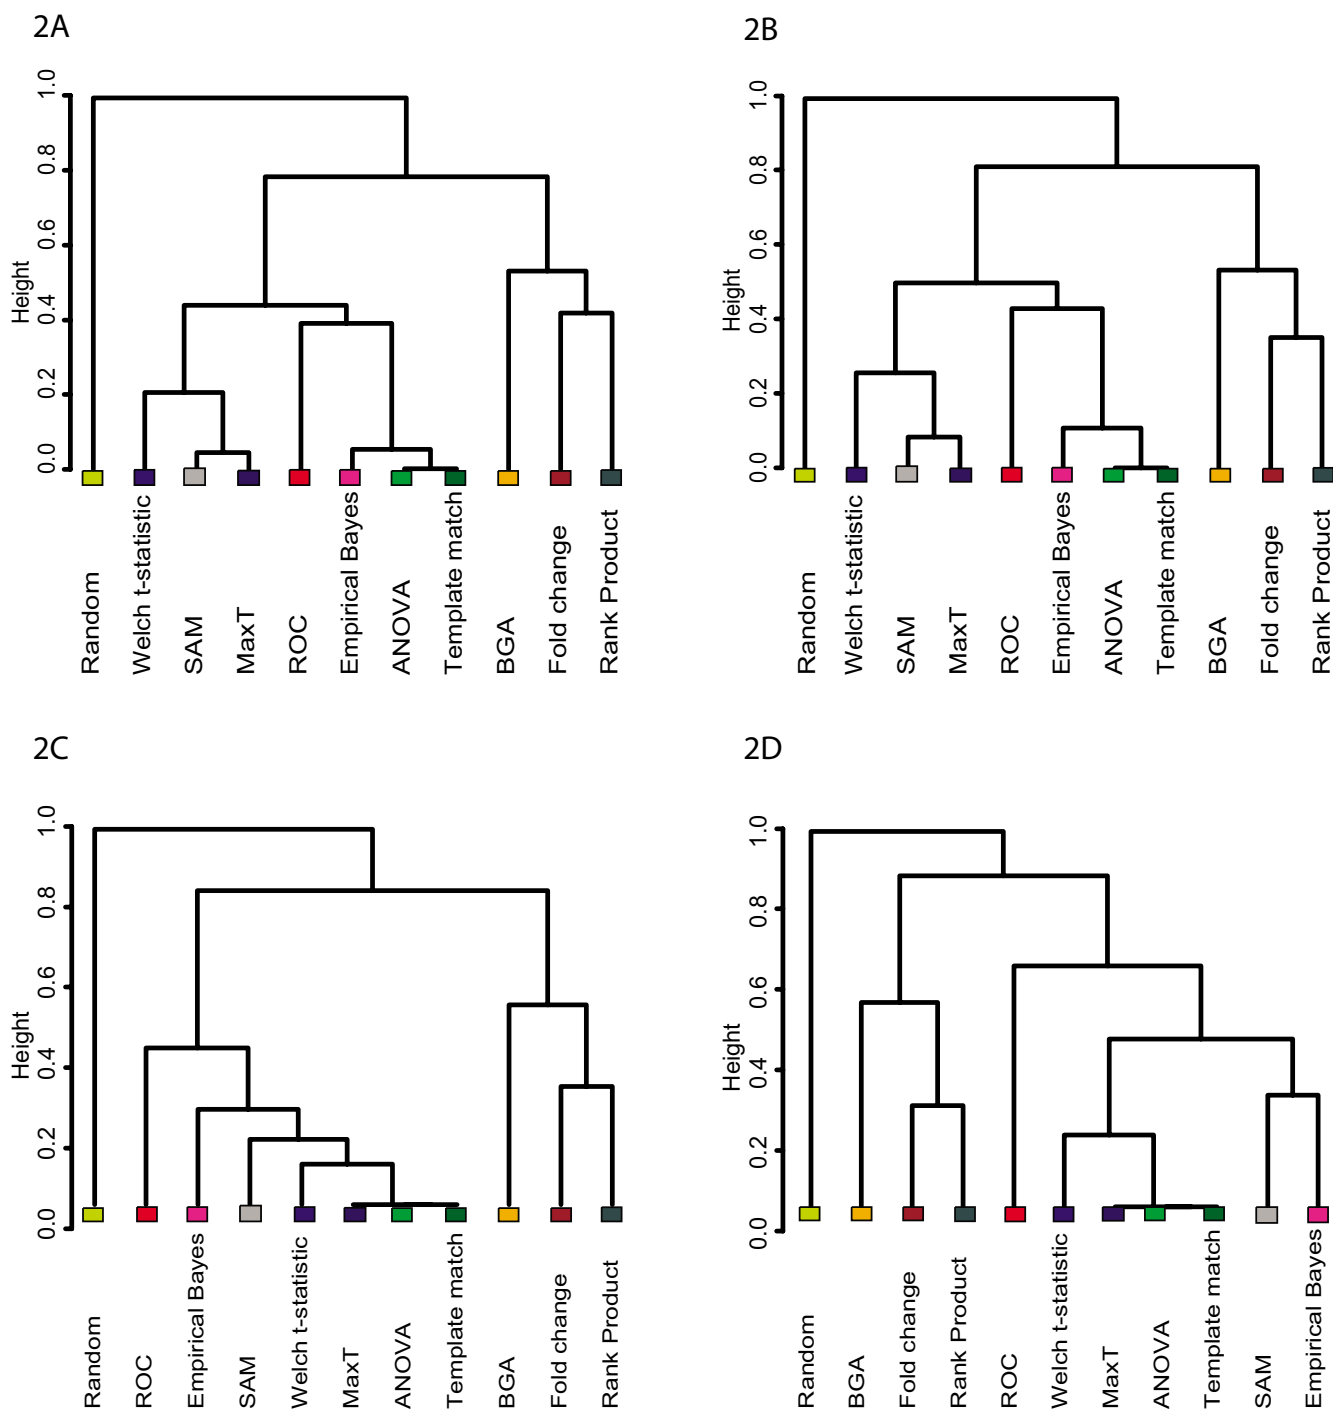 2A
Height
1.0
0.8
0.6
0.4
0.2
0.0
Random
Welch t-statistic
SAM
MaxT
ROC
Empirical Bayes
ANOVA
Template match
BGA
Fold change
Rank Product
2B
Height
1.0
0.8
0.6
0.4
0.2
0.0
Random
Welch t-statistic
SAM
MaxT
ROC
Empirical Bayes
ANOVA
Template match
BGA
Fold change
Rank Product
2C
Height
1.0
0.8
0.6
0.4
0.2
0.0
Random
ROC
Empirical Bayes
SAM
Welch t-statistic
MaxT
ANOVA
Template match
BGA
Fold change
Rank Product
2D
Height
1.0
0.8
0.6
0.4
0.2
0.0
Random
BGA
Fold change
Rank Product
ROC
Welch t-statistic
MaxT
ANOVA
Template match
SAM
Empirical Bayes